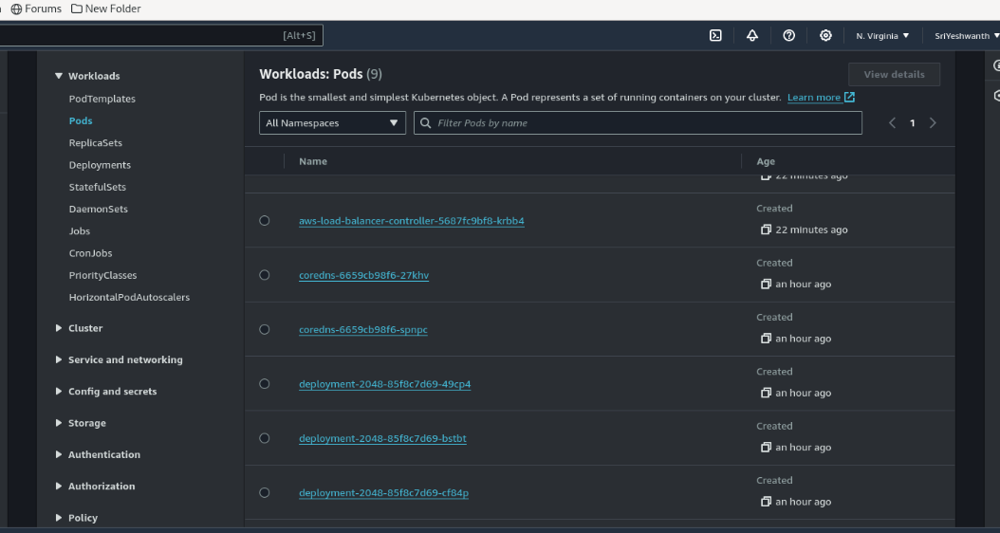 Forums New Folder
[Alt+S] N. Virginia ▼ SriYeshwanth ▼
▼ Workloads
PodTemplates
Pods
ReplicaSets
Deployments
StatefulSets
DaemonSets
Jobs
CronJobs
PriorityClasses
HorizontalPodAutoscalers
▶ Cluster
▶ Service and networking
▶ Config and secrets
▶ Storage
▶ Authentication
▶ Authorization
▶ Policy
Workloads: Pods (9)
View details
Pod is the smallest and simplest Kubernetes object. A Pod represents a set of running containers on your cluster. Learn more
All Namespaces ▼ Filter Pods by name < 1 >
Name Age
22 minutes ago
aws-load-balancer-controller-5687fc9bf8-krbb4
Created
22 minutes ago
coredns-6659cb98f6-27khv
Created
an hour ago
coredns-6659cb98f6-spnpc
Created
an hour ago
deployment-2048-85f8c7d69-49cp4
Created
an hour ago
deployment-2048-85f8c7d69-bstbt
Created
an hour ago
deployment-2048-85f8c7d69-cf84p
Created
an hour ago